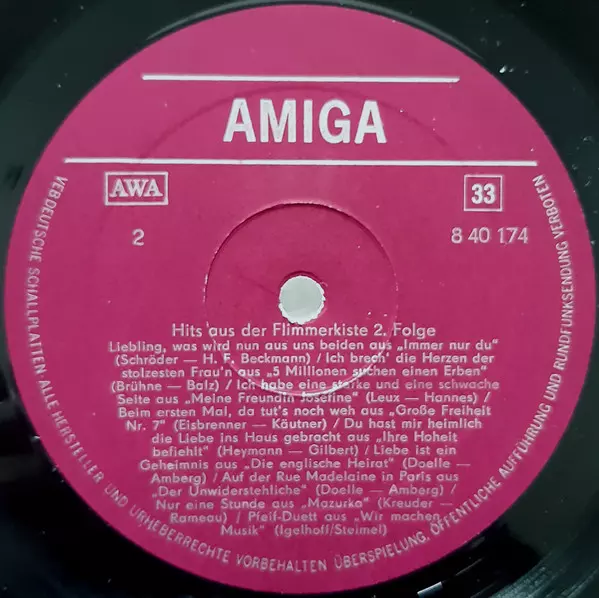 AMIGA
AWA
33
2
8 40 174
Hits aus der Flimmerkiste 2. Folge
Liebling, was wird nun aus uns beiden aus „Immer nur du"
(Schröder — H. F. Beckmann) / Ich brech' die Herzen der
stolzesten Frau'n aus „5 Millionen suchen einen Erben"
(Brühne — Balz) / Ich habe eine starke und eine schwache
Seite aus „Meine Freundin Josefine" (Leux — Hannes) /
Beim ersten Mal, da tut's noch weh aus „Große Freiheit
Nr. 7" (Eisbrenner — Käutner) / Du hast mir heimlich
die Liebe ins Haus gebracht aus „Ihre Hoheit
befiehlt" (Heymann — Gilbert) / Liebe ist ein
Geheimnis aus „Die englische Heirat" (Doelle —
Amberg) / Auf der Rue Madelaine in Paris aus
„Der Unwiderstehliche" (Doelle — Amberg) /
Nur eine Stunde aus „Mazurka" (Kreuder —
Rameau) / Pfeif-Duett aus „Wir machen
Musik" (Igelhoff/Steimel)
VEB DEUTSCHE SCHALLPLATTEN ALLE HERSTELLER UND URHEBERRECHTE VORBEHALTEN ÜBERSPIELUNG, ÖFFENTLICHE AUFFÜHRUNG UND RUNDFUNKSENDUNG VERBOTEN